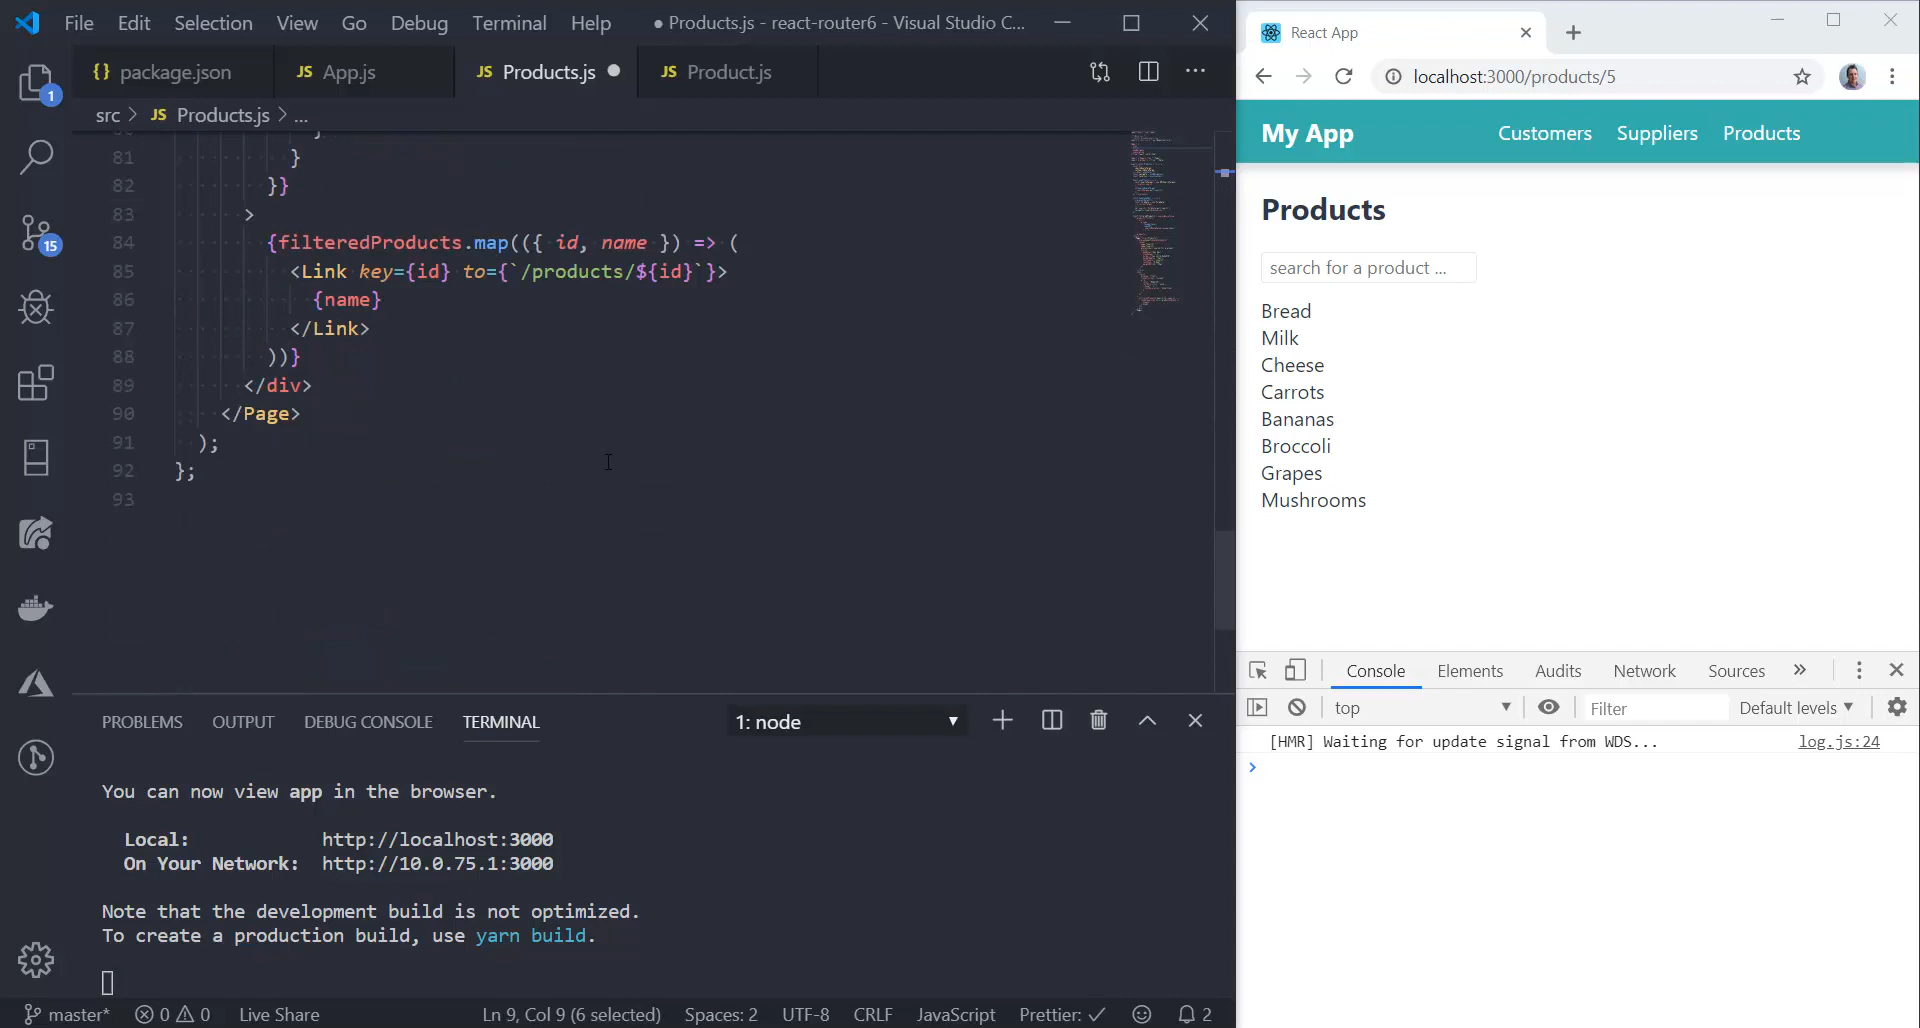 File Edit Selection View Go Debug Terminal Help ● Products.js - react-router6 - Visual Studio C...
{} package.json JS App.js JS Products.js JS Product.js
src > JS Products.js > ...
81 }
82 }}
83 >
84 {filteredProducts.map(({ id, name }) => (
85 <Link key={id} to={`/products/${id}`}>
86 {name}
87 </Link>
88 ))}
89 </div>
90 </Page>
91 );
92 };
93
1
15
PROBLEMS OUTPUT DEBUG CONSOLE TERMINAL 1: node
You can now view app in the browser.
Local: http://localhost:3000
On Your Network: http://10.0.75.1:3000
Note that the development build is not optimized.
To create a production build, use yarn build.
master* 0 0 Live Share Ln 9, Col 9 (6 selected) Spaces: 2 UTF-8 CRLF JavaScript Prettier: ✓ 2
React App
localhost:3000/products/5
My App Customers Suppliers Products
Products
search for a product ...
Bread
Milk
Cheese
Carrots
Bananas
Broccoli
Grapes
Mushrooms
Console Elements Audits Network Sources »
top Filter Default levels
[HMR] Waiting for update signal from WDS... log.js:24